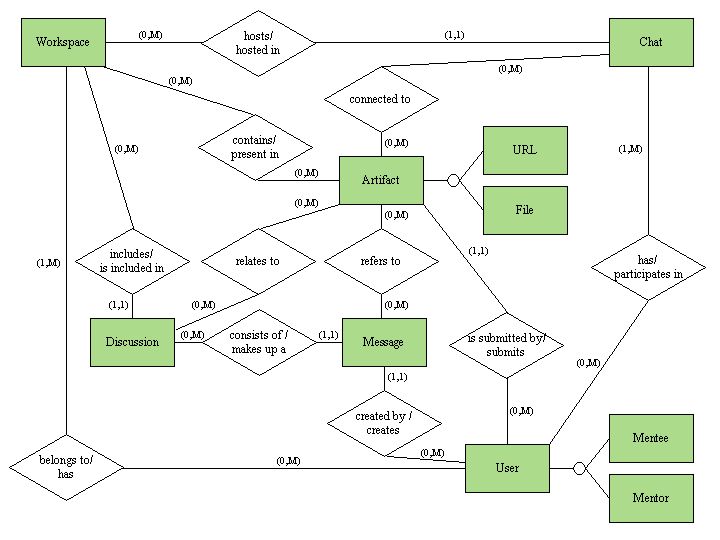 Workspace
(0,M)
hosts/
hosted in
(1,1)
Chat
(0,M)
(0,M)
connected to
(0,M)
contains/
present in
(0,M)
(0,M)
URL
(1,M)
(0,M)
Artifact
File
(0,M)
(0,M)
includes/
is included in
relates to
refers to
(1,1)
has/
participates in
(1,M)
(1,1)
(0,M)
(0,M)
Discussion
(0,M)
consists of /
makes up a
(1,1)
Message
is submitted by/
submits
(0,M)
(1,1)
created by /
creates
(0,M)
(0,M)
Mentee
belongs to/
has
(0,M)
User
Mentor